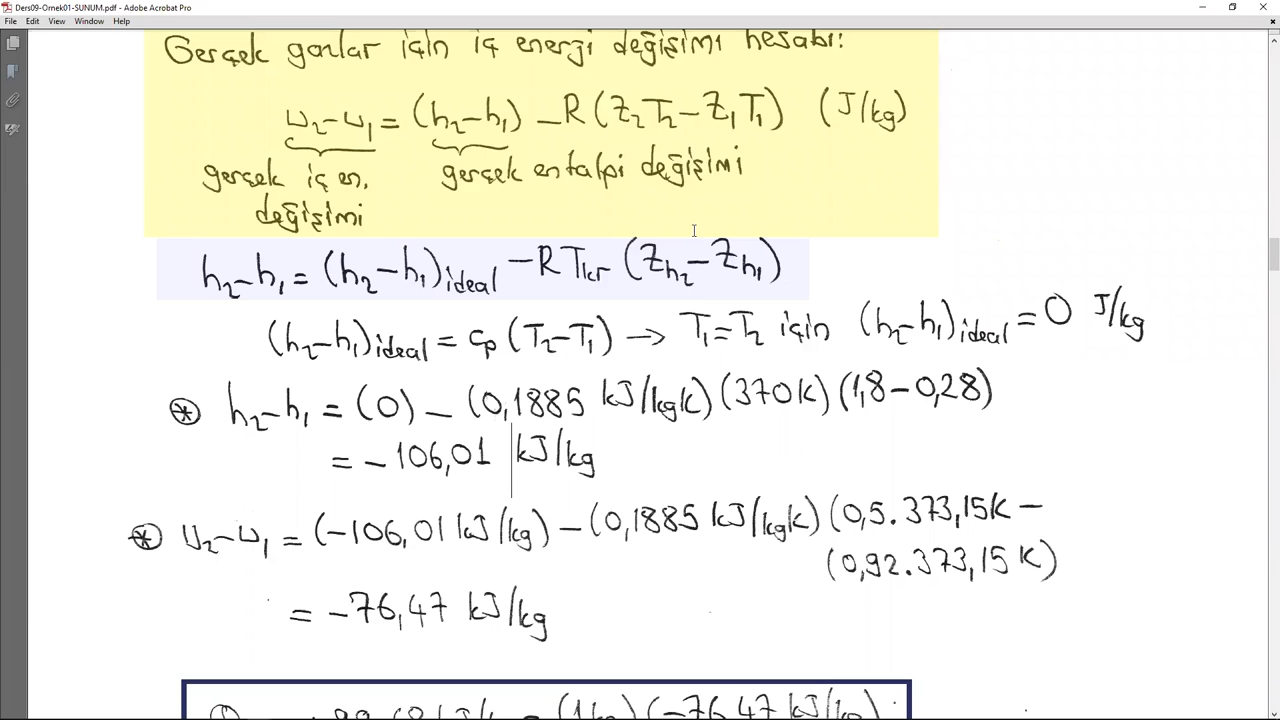 Ders09-Ornek01-SUNUM.pdf - Adobe Acrobat Pro
File Edit View Window Help
Gerçek gazlar için iç energi değişimi hesabı:
u₂-u₁ = (h₂-h₁) - R(Z₂T₂-Z₁T₁) (J/kg)
gerçek iç en. gerçek entalpi değişimi
değişimi
h₂-h₁ = (h₂-h₁)ideal - RTkr (Zh₂-Zh₁)
(h₂-h₁)ideal = cp (T₂-T₁) → T₁=T₂ için (h₂-h₁)ideal = 0 J/kg
⊛ h₂-h₁ = (0) - (0,1885 kJ/kgK)(370K)(1,8-0,28)
= -106,01 kJ/kg
⊛ u₂-u₁ = (-106,01 kJ/kg) - (0,1885 kJ/kgK)(0,5.373,15K -
(0,92.373,15K)
= -76,47 kJ/kg